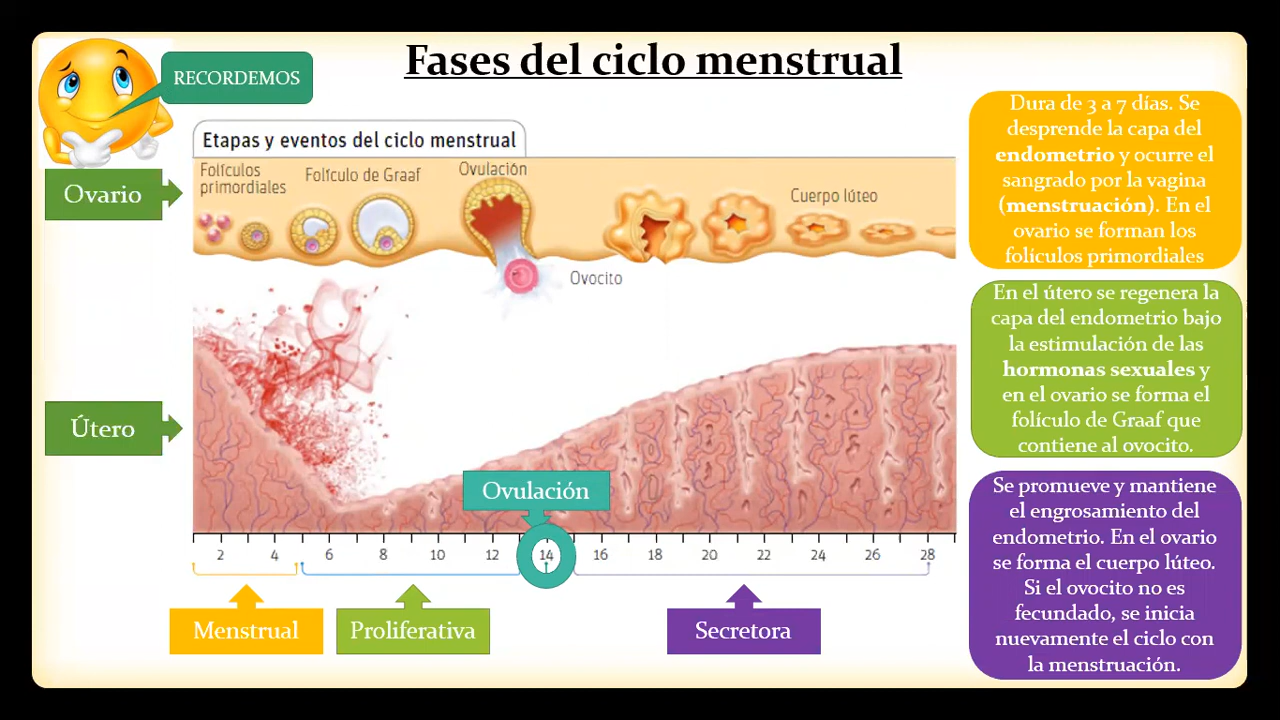 Fases del ciclo menstrual
RECORDEMOS
Etapas y eventos del ciclo menstrual
Ovario
Folículos
primordiales
Folículo de Graaf
Ovulación
Cuerpo lúteo
Ovocito
Útero
Ovulación
2 4 6 8 10 12 14 16 18 20 22 24 26 28
Menstrual
Proliferativa
Secretora
Dura de 3 a 7 días. Se
desprende la capa del
endometrio y ocurre el
sangrado por la vagina
(menstruación). En el
ovario se forman los
folículos primordiales
En el útero se regenera la
capa del endometrio bajo
la estimulación de las
hormonas sexuales y
en el ovario se forma el
folículo de Graaf que
contiene al ovocito.
Se promueve y mantiene
el engrosamiento del
endometrio. En el ovario
se forma el cuerpo lúteo.
Si el ovocito no es
fecundado, se inicia
nuevamente el ciclo con
la menstruación.